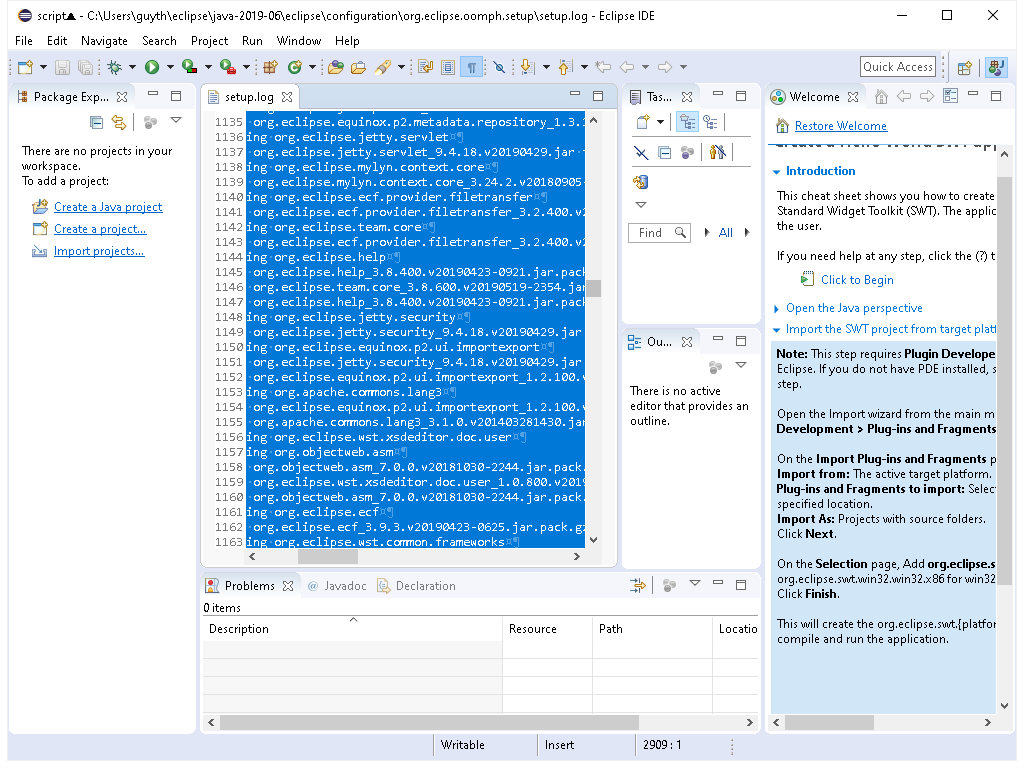 script▲ - C:\Users\guyth\eclipse\java-2019-06\eclipse\configuration\org.eclipse.oomph.setup\setup.log - Eclipse IDE
File Edit Navigate Search Project Run Window Help
Quick Access
Package Exp...
There are no projects in your
workspace.
To add a project:
Create a Java project
Create a project...
Import projects...
setup.log
1135 org.eclipse.equinox.p2.metadata.repository_1.3.1
1136 ing org.eclipse.jetty.servlet¤¶
1137 org.eclipse.jetty.servlet_9.4.18.v20190429.jar
1138 ing org.eclipse.mylyn.context.core¤¶
1139 org.eclipse.mylyn.context.core_3.24.2.v20180905-
1140 ing org.eclipse.ecf.provider.filetransfer¤¶
1141 org.eclipse.ecf.provider.filetransfer_3.2.400.v2
1142 ing org.eclipse.team.core¤¶
1143 org.eclipse.ecf.provider.filetransfer_3.2.400.v2
1144 ing org.eclipse.help¤¶
1145 org.eclipse.help_3.8.400.v20190423-0921.jar.pack
1146 org.eclipse.team.core_3.8.600.v20190519-2354.jar
1147 org.eclipse.help_3.8.400.v20190423-0921.jar.pack
1148 ing org.eclipse.jetty.security¤¶
1149 org.eclipse.jetty.security_9.4.18.v20190429.jar
1150 ing org.eclipse.equinox.p2.ui.importexport¤¶
1151 org.eclipse.jetty.security_9.4.18.v20190429.jar
1152 org.eclipse.equinox.p2.ui.importexport_1.2.100.v
1153 ing org.apache.commons.lang3¤¶
1154 org.eclipse.equinox.p2.ui.importexport_1.2.100.v
1155 org.apache.commons.lang3_3.1.0.v201403281430.jar
1156 ing org.eclipse.wst.xsdeditor.doc.user¤¶
1157 ing org.objectweb.asm¤¶
1158 org.objectweb.asm_7.0.0.v20181030-2244.jar.pack.
1159 org.eclipse.wst.xsdeditor.doc.user_1.0.800.v2019
1160 org.objectweb.asm_7.0.0.v20181030-2244.jar.pack.
1161 ing org.eclipse.ecf¤¶
1162 org.eclipse.ecf_3.9.3.v20190423-0625.jar.pack.gz
1163 ing org.eclipse.wst.common.frameworks¤¶
Tas...
Find All
Ou...
There is no active
editor that provides an
outline.
Welcome
Restore Welcome
Introduction
This cheat sheet shows you how to create
Standard Widget Toolkit (SWT). The applic
the user.
If you need help at any step, click the (?) t
Click to Begin
Open the Java perspective
Import the SWT project from target platf
Note: This step requires Plugin Develope
Eclipse. If you do not have PDE installed, s
step.
Open the Import wizard from the main m
Development > Plug-ins and Fragments
On the Import Plug-ins and Fragments p
Import from: The active target platform.
Plug-ins and Fragments to import: Select
specified location.
Import As: Projects with source folders.
Click Next.
On the Selection page, Add org.eclipse.s
org.eclipse.swt.win32.win32.x86 for win32
Click Finish.
This will create the org.eclipse.swt.{platfor
compile and run the application.
Problems @ Javadoc Declaration
0 items
Description Resource Path Locatio
Writable Insert 2909 : 1